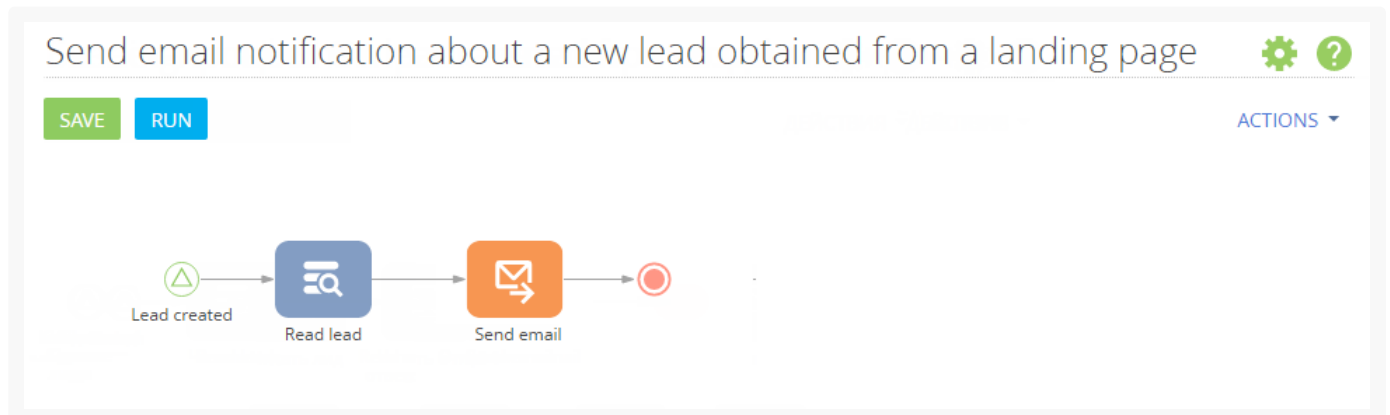 Send email notification about a new lead obtained from a landing page
?
SAVE RUN ACTIONS
Lead created
Read lead
Send email